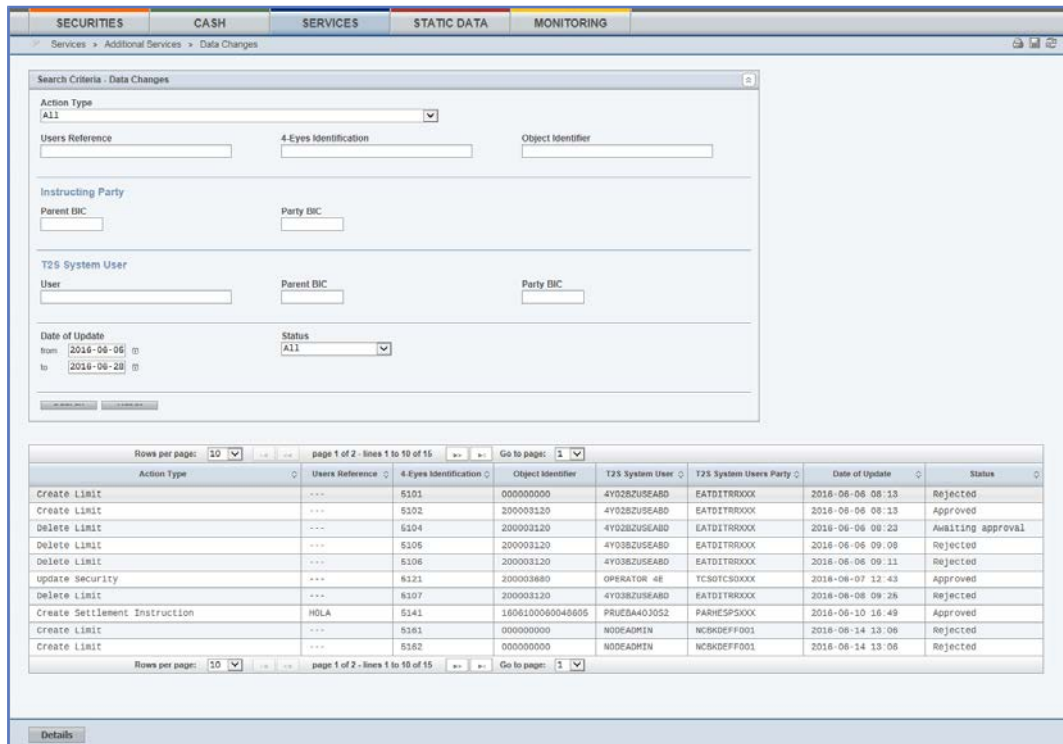 SECURITIES CASH SERVICES STATIC DATA MONITORING
Services > Additional Services > Data Changes
Search Criteria - Data Changes
Action Type
All
Users Reference 4-Eyes Identification Object Identifier
Instructing Party
Parent BIC Party BIC
T2S System User
User Parent BIC Party BIC
Date of Update Status
from 2016-06-06 All
to 2016-06-28
Rows per page: 10 page 1 of 2 - lines 1 to 10 of 15 Go to page: 1
Action Type Users Reference 4-Eyes Identification Object Identifier T2S System User T2S System Users Party Date of Update Status
Create Limit --- 5101 000000000 4Y02BZUSEABD EATDITRRXXX 2016-06-06 08:13 Rejected
Create Limit --- 5102 200003120 4Y02BZUSEABD EATDITRRXXX 2016-06-06 08:13 Approved
Delete Limit --- 5104 200003120 4Y02BZUSEABD EATDITRRXXX 2016-06-06 08:23 Awaiting approval
Delete Limit --- 5105 200003120 4Y03BZUSEABD EATDITRRXXX 2016-06-06 09:08 Rejected
Delete Limit --- 5106 200003120 4Y03BZUSEABD EATDITRRXXX 2016-06-06 09:11 Rejected
Update Security --- 5121 200003680 OPERATOR 4E TCSOTCSOXXX 2016-06-07 12:43 Approved
Delete Limit --- 5107 200003120 4Y03BZUSEABD EATDITRRXXX 2016-06-08 09:25 Rejected
Create Settlement Instruction HOLA 5141 1606100060048605 PRUEBA4OJOS2 PARHESPSXXX 2016-06-10 16:49 Approved
Create Limit --- 5161 000000000 NODEADMIN NCBKDEFF001 2016-06-14 13:06 Rejected
Create Limit --- 5162 000000000 NODEADMIN NCBKDEFF001 2016-06-14 13:06 Rejected
Rows per page: 10 page 1 of 2 - lines 1 to 10 of 15 Go to page: 1
Details